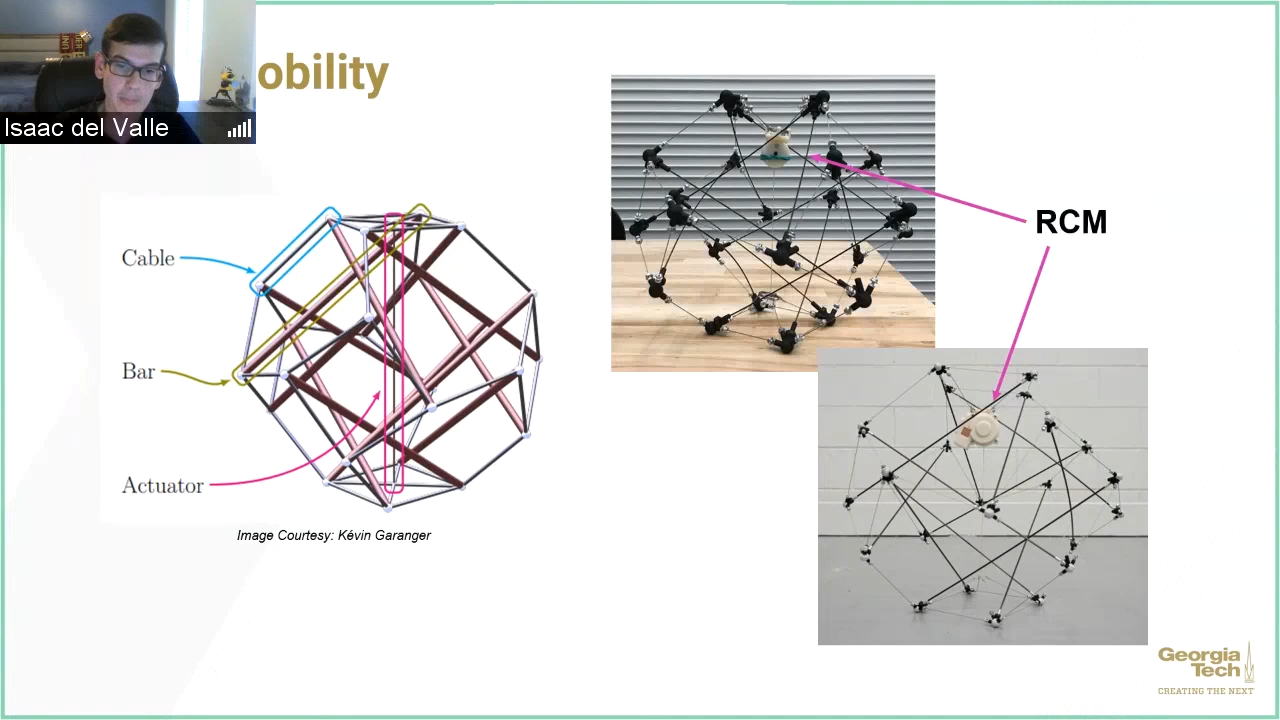 obility
Isaac del Valle
RCM
Cable
Bar
Actuator
Image Courtesy: Kévin Garanger
Georgia
Tech
CREATING THE NEXT